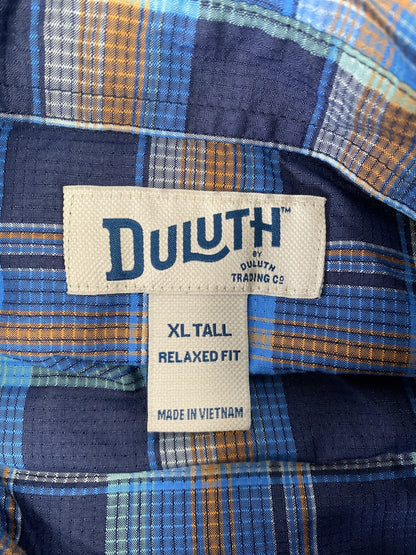 DULUTH™
BY
DULUTH
TRADING CO
XL TALL
RELAXED FIT
MADE IN VIETNAM